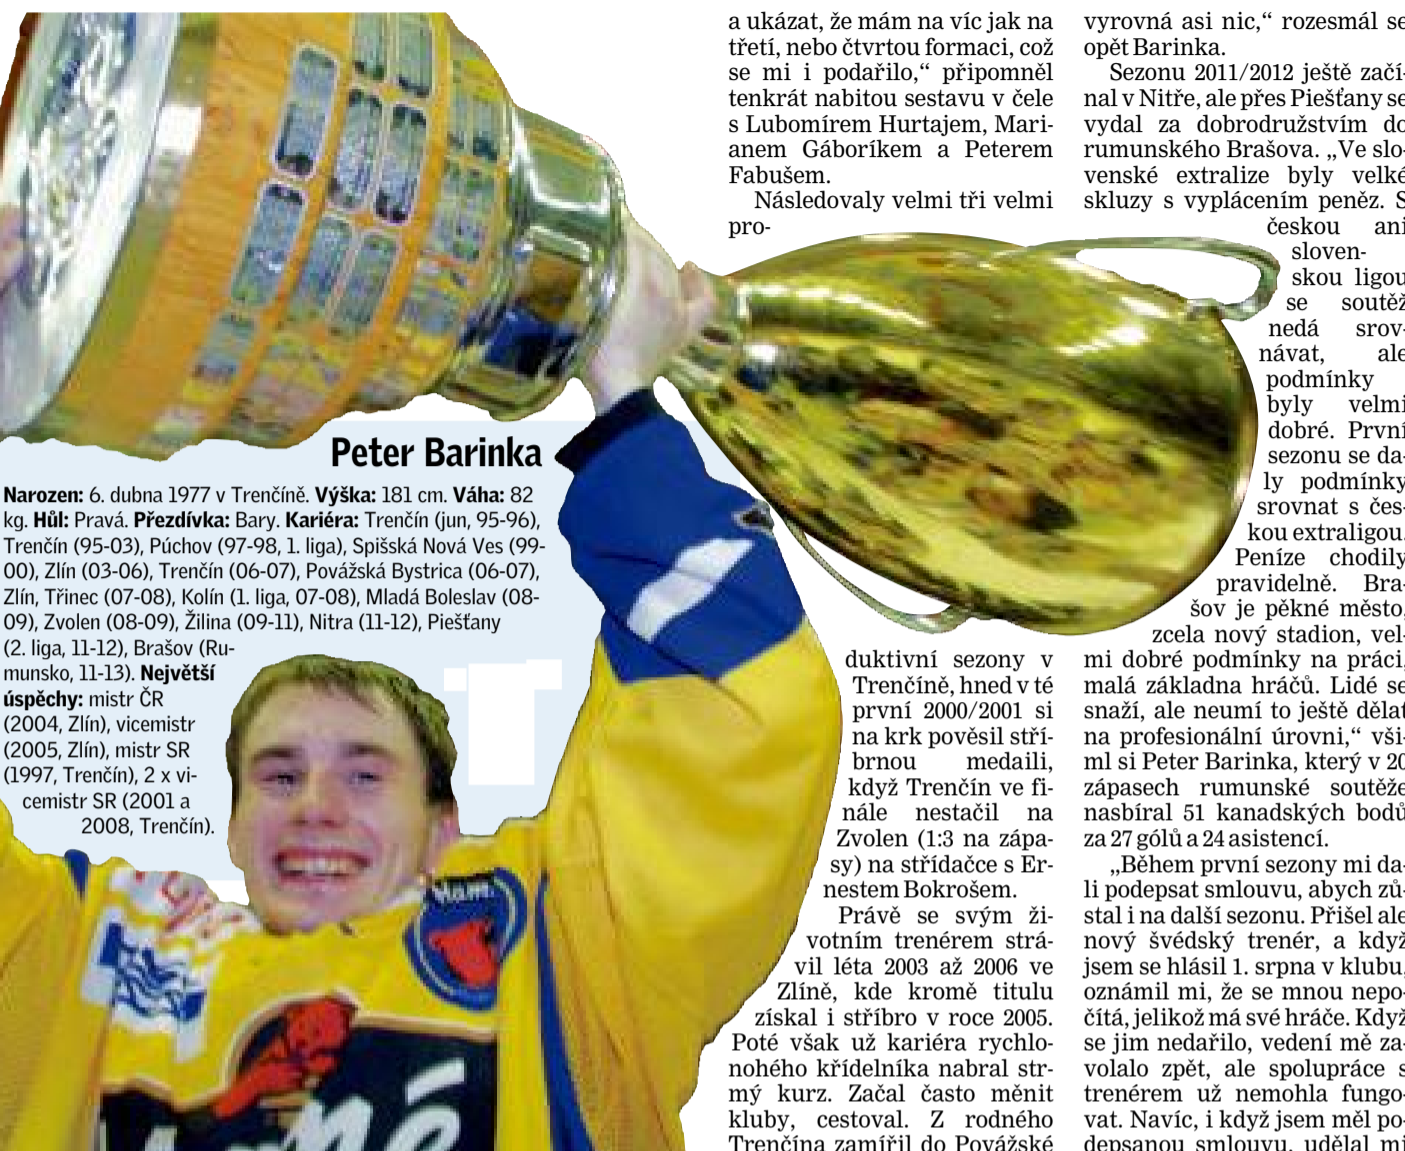 a ukázat, že mám na víc jak na
třetí, nebo čtvrtou formaci, což
se mi i podařilo,“ připomněl
tenkrát nabitou sestavu v čele
s Lubomírem Hurtajem, Mari-
anem Gáboríkem a Peterem
Fabušem.
Následovaly velmi tři velmi
pro-
duktivní sezony v
Trenčíně, hned v té
první 2000/2001 si
na krk pověsil stří-
brnou medaili,
když Trenčín ve fi-
nále nestačil na
Zvolen (1:3 na zápa-
sy) na střídačce s Er-
nestem Bokrošem.
Právě se svým ži-
votním trenérem strá-
vil léta 2003 až 2006 ve
Zlíně, kde kromě titulu
získal i stříbro v roce 2005.
Poté však už kariéra rychlo-
nohého křídelníka nabral str-
mý kurz. Začal často měnit
kluby, cestoval. Z rodného
Trenčína zamířil do Povážské
vyrovná asi nic,“ rozesmál se
opět Barinka.
Sezonu 2011/2012 ještě začí-
nal v Nitře, ale přes Piešťany se
vydal za dobrodružstvím do
rumunského Brašova. „Ve slo-
venské extralize byly velké
skluzy s vyplácením peněz. S
českou ani
sloven-
skou ligou
se soutěž
nedá srov-
návat, ale
podmínky
byly velmi
dobré. První
sezonu se da-
ly podmínky
srovnat s čes-
kou extraligou.
Peníze chodily
pravidelně. Bra-
šov je pěkné město,
zcela nový stadion, vel-
mi dobré podmínky na práci,
malá základna hráčů. Lidé se
snaží, ale neumí to ještě dělat
na profesionální úrovni,“ vši-
ml si Peter Barinka, který v 20
zápasech rumunské soutěže
nasbíral 51 kanadských bodů
za 27 gólů a 24 asistencí.
„Během první sezony mi da-
li podepsat smlouvu, abych zů-
stal i na další sezonu. Přišel ale
nový švédský trenér, a když
jsem se hlásil 1. srpna v klubu,
oznámil mi, že se mnou nepo-
čítá, jelikož má své hráče. Když
se jim nedařilo, vedení mě za-
volalo zpět, ale spolupráce s
trenérem už nemohla fungo-
vat. Navíc, i když jsem měl po-
depsanou smlouvu, udělal mi
Peter Barinka
Narozen: 6. dubna 1977 v Trenčíně. Výška: 181 cm. Váha: 82
kg. Hůl: Pravá. Přezdívka: Bary. Kariéra: Trenčín (jun, 95-96),
Trenčín (95-03), Púchov (97-98, 1. liga), Spišská Nová Ves (99-
00), Zlín (03-06), Trenčín (06-07), Povážská Bystrica (06-07),
Zlín, Třinec (07-08), Kolín (1. liga, 07-08), Mladá Boleslav (08-
09), Zvolen (08-09), Žilina (09-11), Nitra (11-12), Piešťany
(2. liga, 11-12), Brašov (Ru-
munsko, 11-13). Největší
úspěchy: mistr ČR
(2004, Zlín), vicemistr
(2005, Zlín), mistr SR
(1997, Trenčín), 2 x vi-
cemistr SR (2001 a
2008, Trenčín).
Hamé